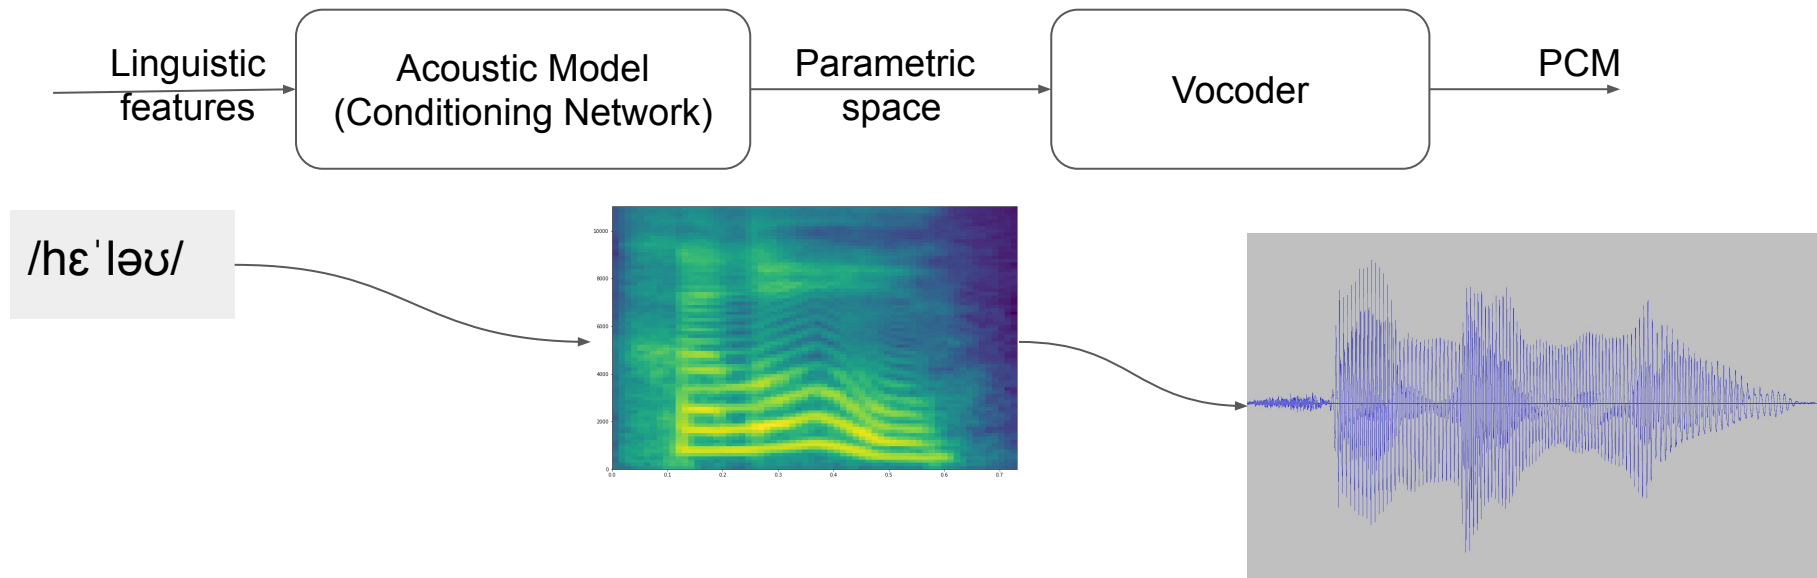 Linguistic
features
Acoustic Model
(Conditioning Network)
Parametric
space
Vocoder
PCM
/hɛˈləʊ/
10000
8000
6000
4000
2000
0
0.0 0.1 0.2 0.3 0.4 0.5 0.6 0.7